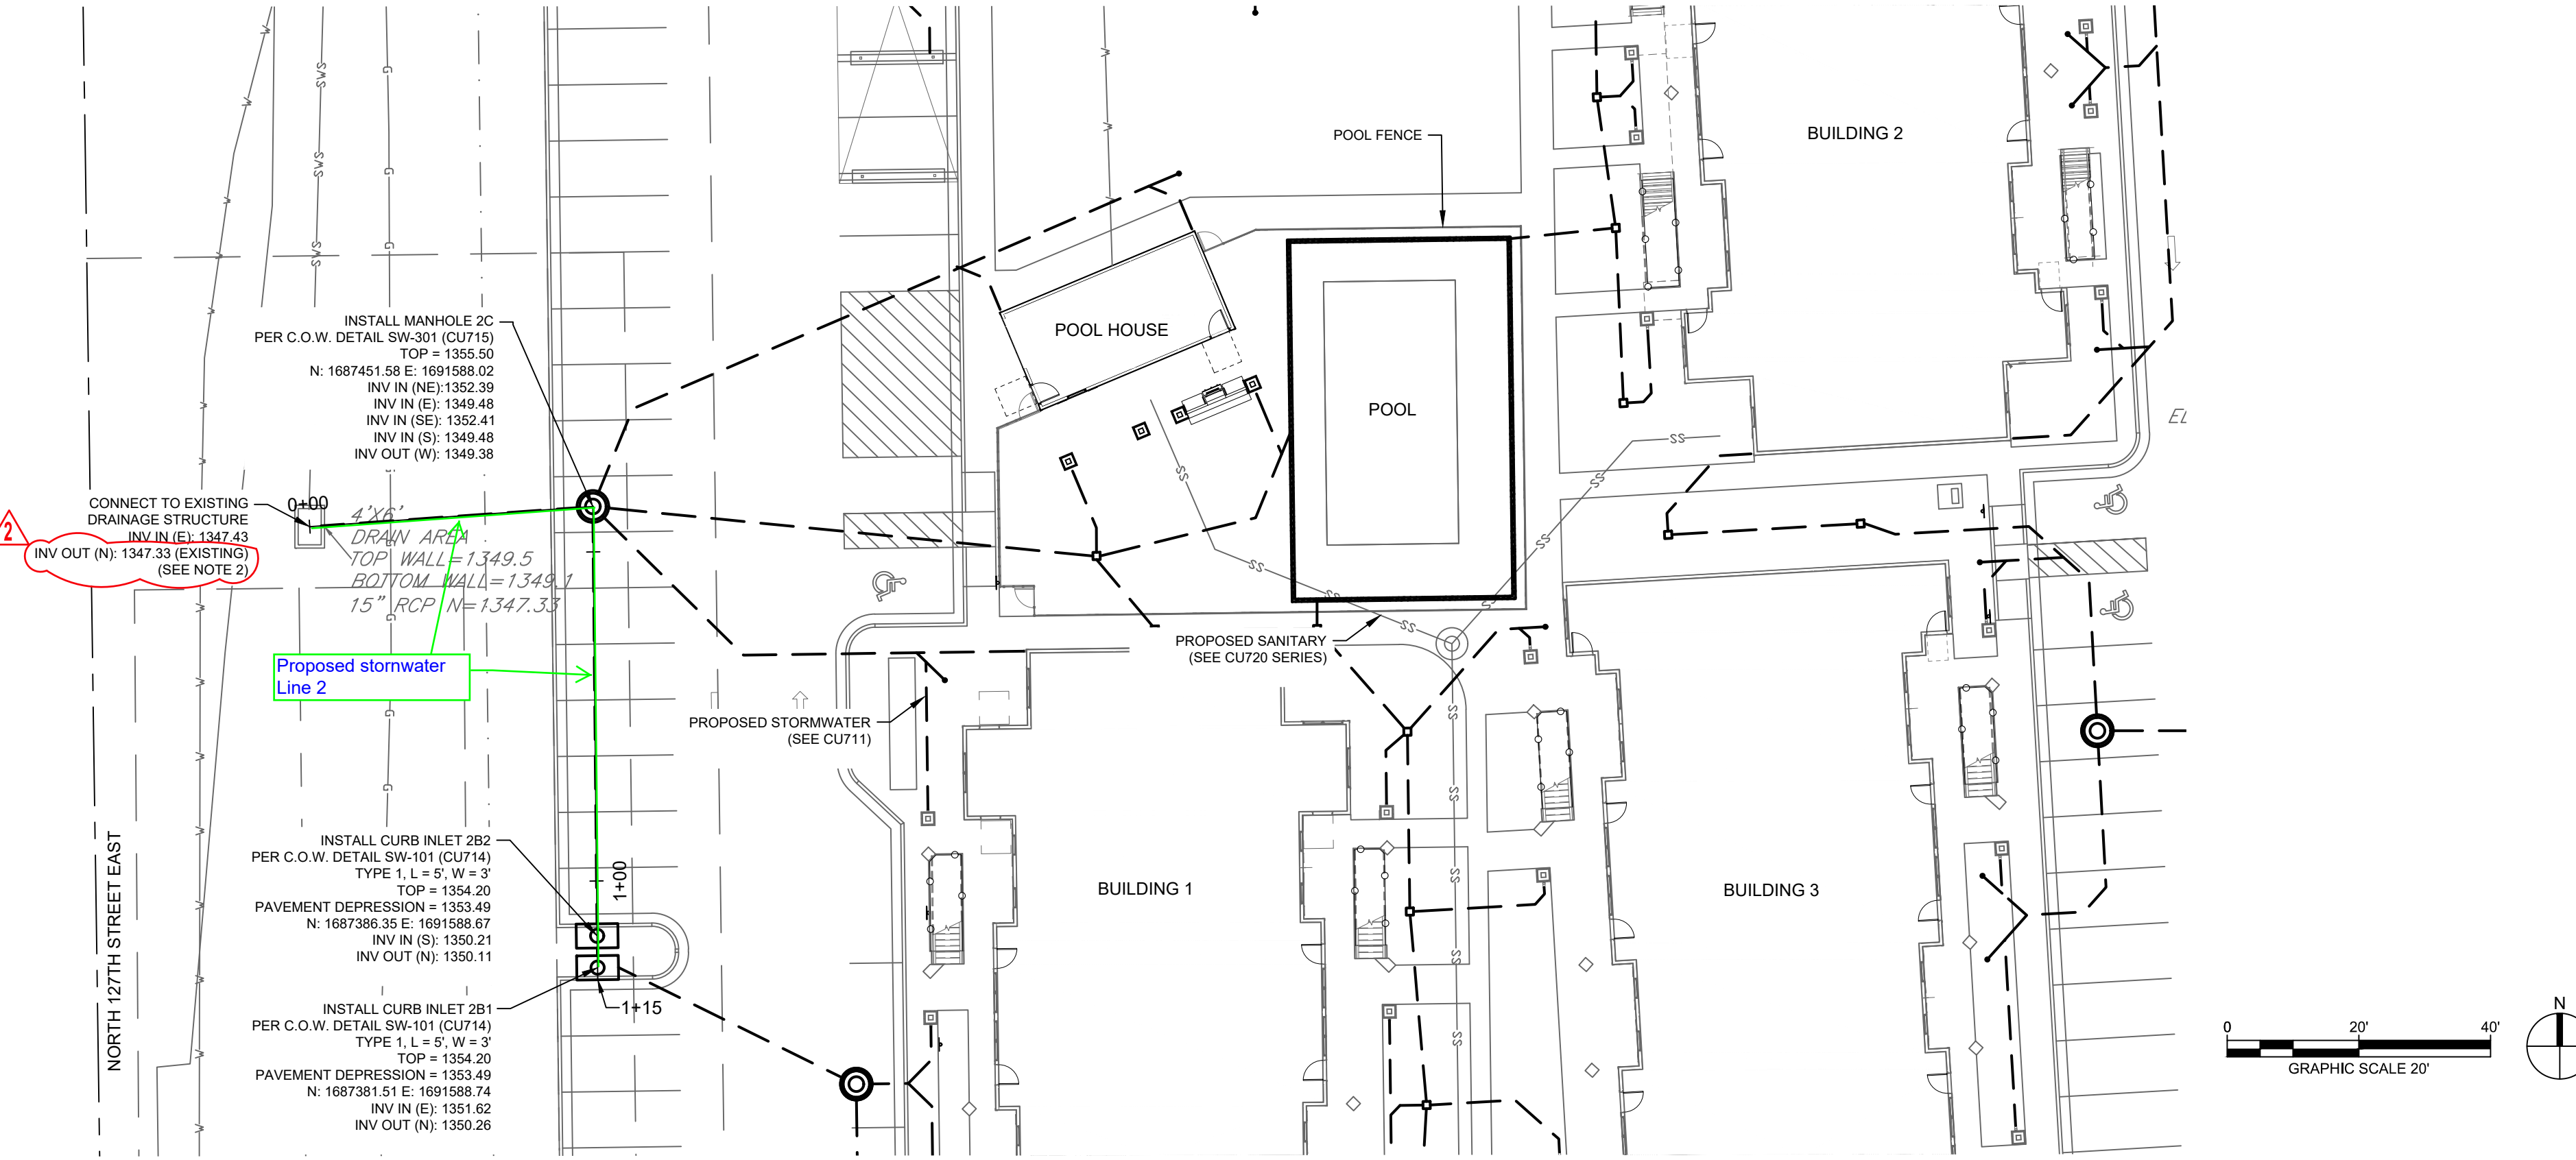 POOL FENCE
BUILDING 2
INSTALL MANHOLE 2C
PER C.O.W. DETAIL SW-301 (CU715)
TOP = 1355.50
N: 1687451.58 E: 1691588.02
INV IN (NE):1352.39
INV IN (E): 1349.48
INV IN (SE): 1352.41
INV IN (S): 1349.48
INV OUT (W): 1349.38
POOL HOUSE
POOL
EL
CONNECT TO EXISTING
DRAINAGE STRUCTURE
INV IN (E): 1347.43
INV OUT (N): 1347.33 (EXISTING)
(SEE NOTE 2)
2
0+00
4'X6'
DRAIN AREA
TOP WALL=1349.5
BOTTOM WALL=1349.1
15" RCP N=1347.33
Proposed stornwater
Line 2
PROPOSED SANITARY
(SEE CU720 SERIES)
PROPOSED STORMWATER
(SEE CU711)
INSTALL CURB INLET 2B2
PER C.O.W. DETAIL SW-101 (CU714)
TYPE 1, L = 5', W = 3'
TOP = 1354.20
PAVEMENT DEPRESSION = 1353.49
N: 1687386.35 E: 1691588.67
INV IN (S): 1350.21
INV OUT (N): 1350.11
1+00
BUILDING 1
BUILDING 3
NORTH 127TH STREET EAST
INSTALL CURB INLET 2B1
PER C.O.W. DETAIL SW-101 (CU714)
TYPE 1, L = 5', W = 3'
TOP = 1354.20
PAVEMENT DEPRESSION = 1353.49
N: 1687381.51 E: 1691588.74
INV IN (E): 1351.62
INV OUT (N): 1350.26
1+15
SWS
SWS
SWS
G
G
G
G
G
G
W
W
W
W
W
W
W
W
W
W
W
W
W
SS
SS
SS
SS
SS
SS
SS
SS
SS
SS
SS
SS
N
0 20' 40'
GRAPHIC SCALE 20'